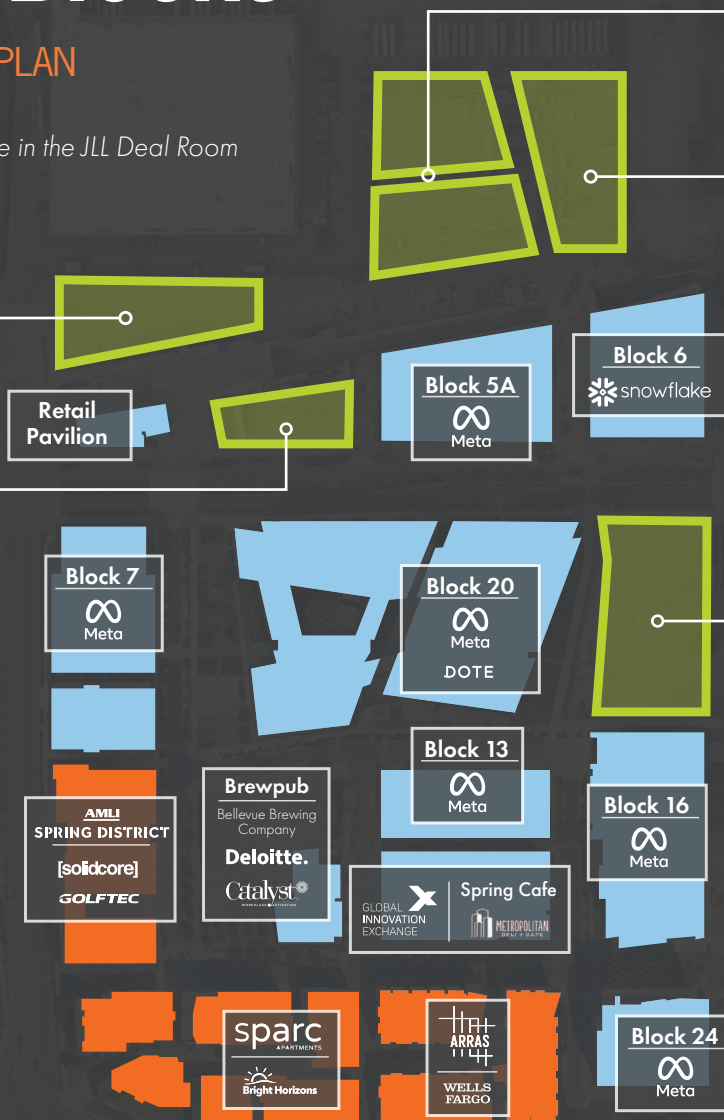 PLAN
e in the JLL Deal Room
Block 6
snowflake
Block 5A
Meta
Retail
Pavilion
Block 7
Meta
Block 20
Meta
DOTE
Block 13
Meta
Block 16
Meta
AMLI
SPRING DISTRICT
[solidcore]
GOLFTEC
Brewpub
Bellevue Brewing
Company
Deloitte.
Catalyst
WORKPLACE ACTIVATION
GLOBAL
INNOVATION
EXCHANGE
Spring Cafe
METROPOLITAN
DELI + CAFE
sparc
APARTMENTS
Bright Horizons
ARRAS
WELLS
FARGO
Block 24
Meta